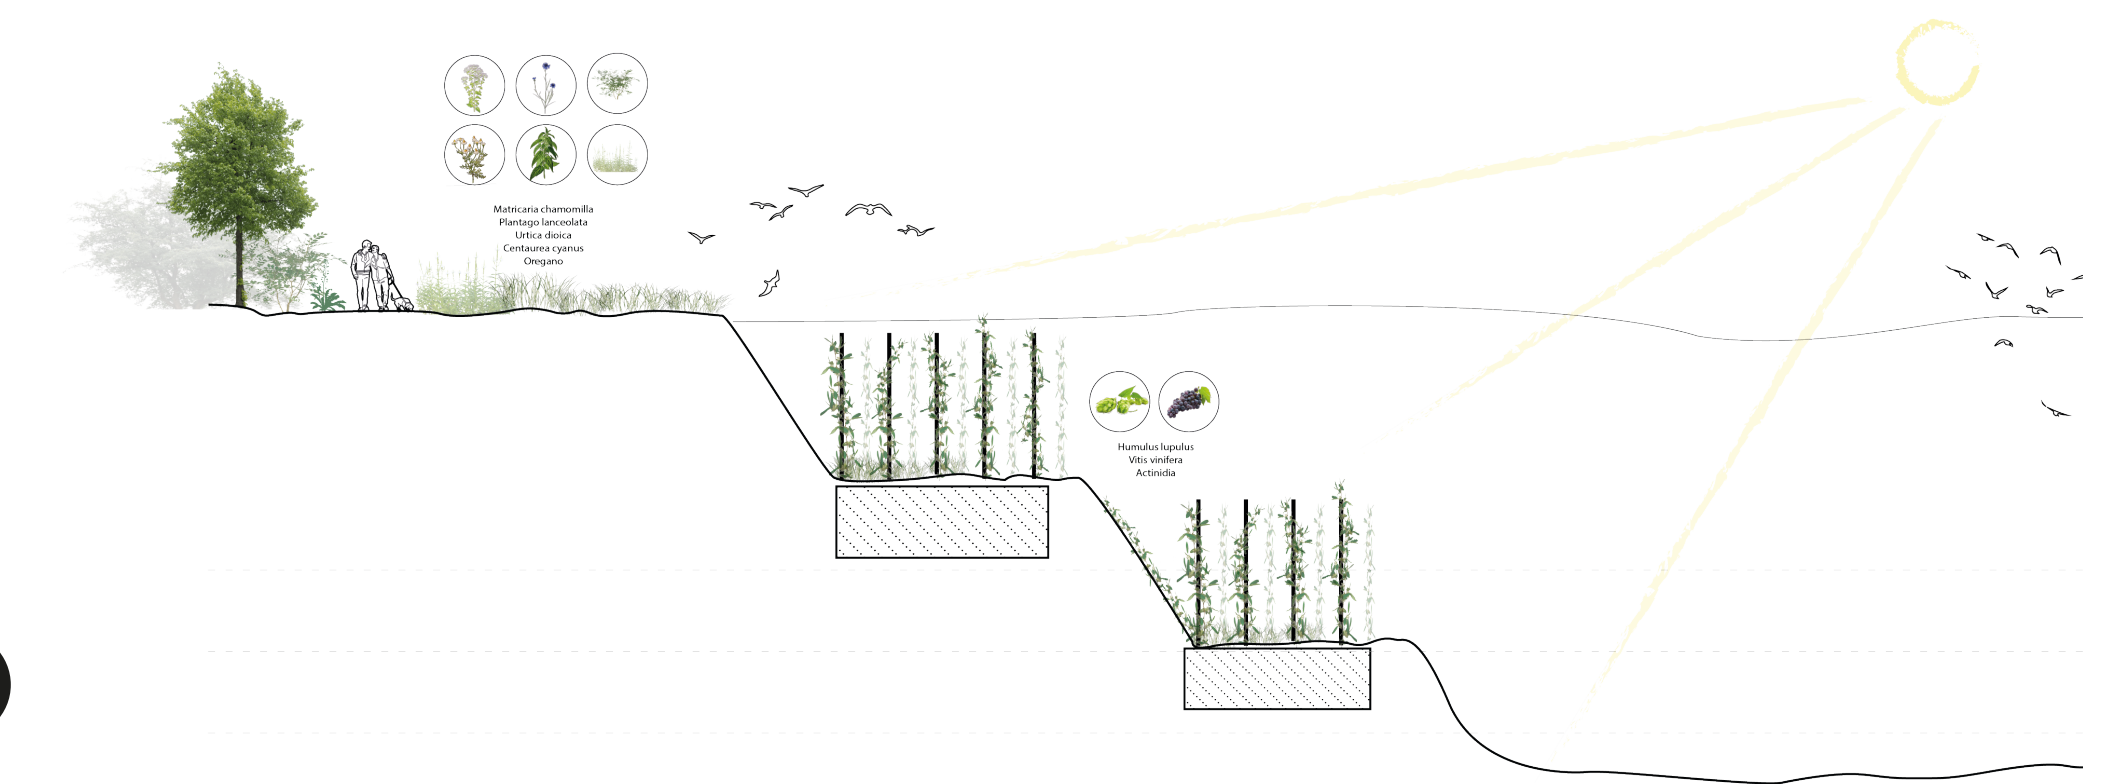 Matricaria chamomilla
Plantago lanceolata
Urtica dioica
Centaurea cyanus
Oregano
Humulus lupulus
Vitis vinifera
Actinidia